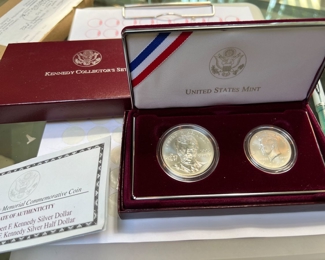 KENNEDY COLLECTOR'S SET
UNITED STATES MINT
Memorial Commemorative Coin
ATE OF AUTHENTICITY
ert F. Kennedy Silver Dollar
F. Kennedy Silver Half Dollar